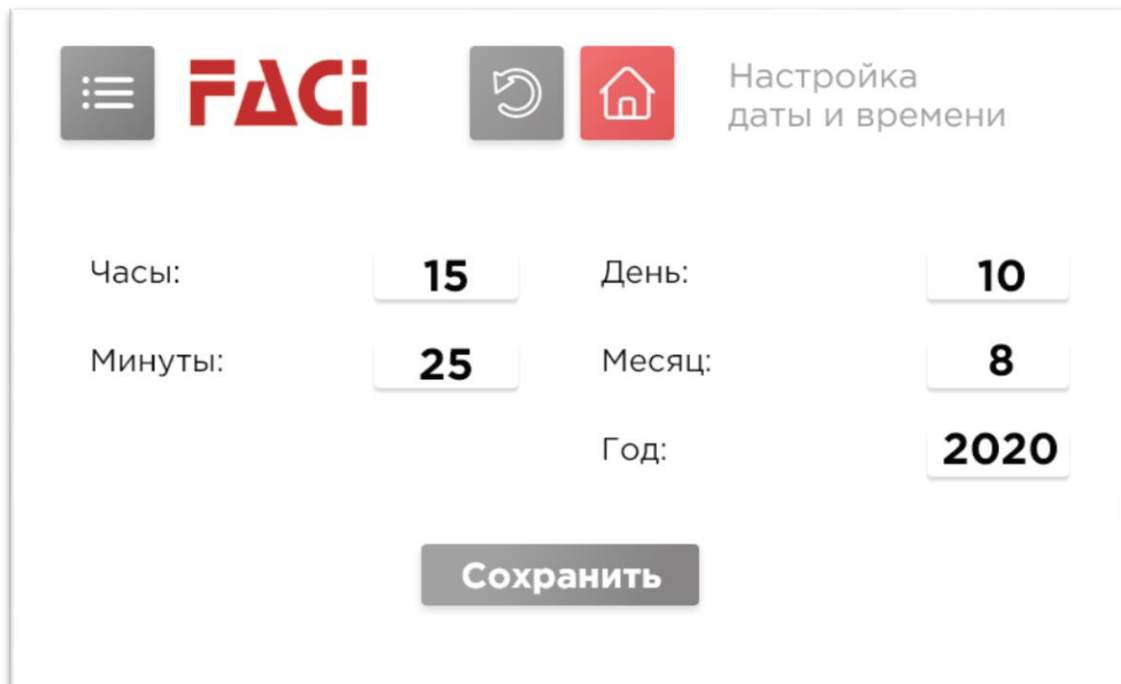 FACi
Настройка
даты и времени
Часы: 15 День: 10
Минуты: 25 Месяц: 8
Год: 2020
Сохранить